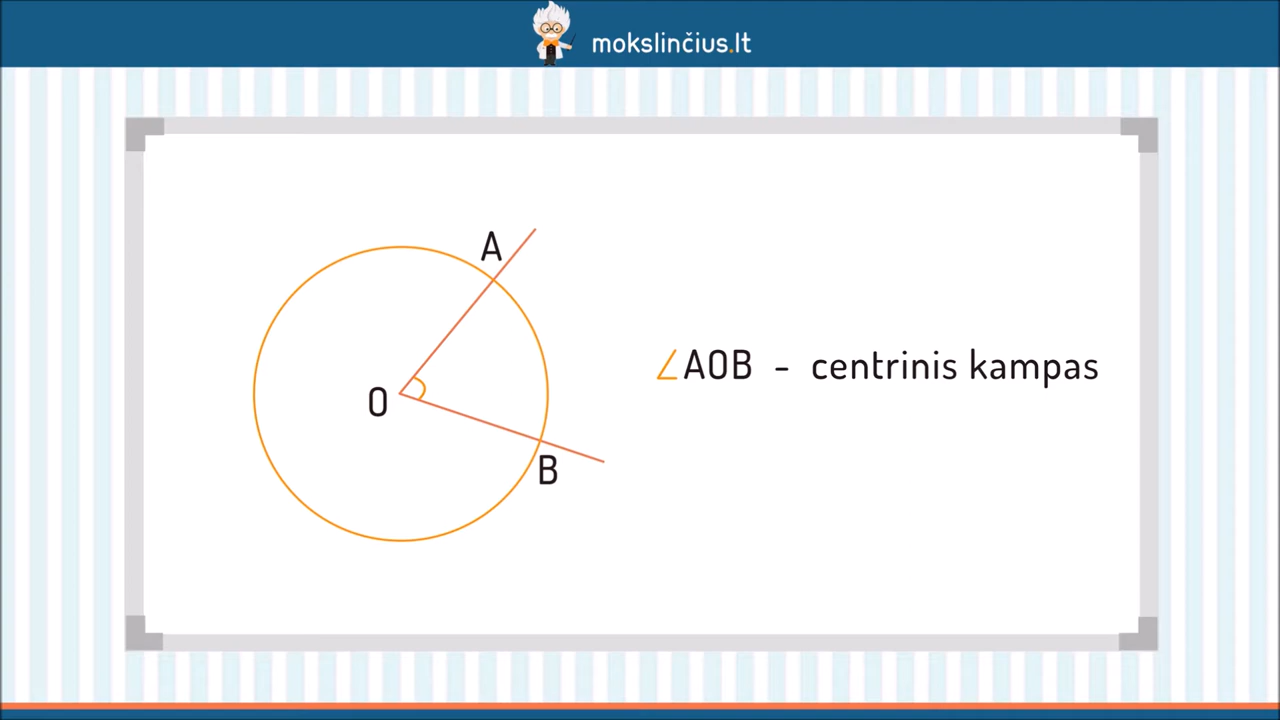 mokslinčius.lt
A
∠AOB - centrinis kampas
O
B